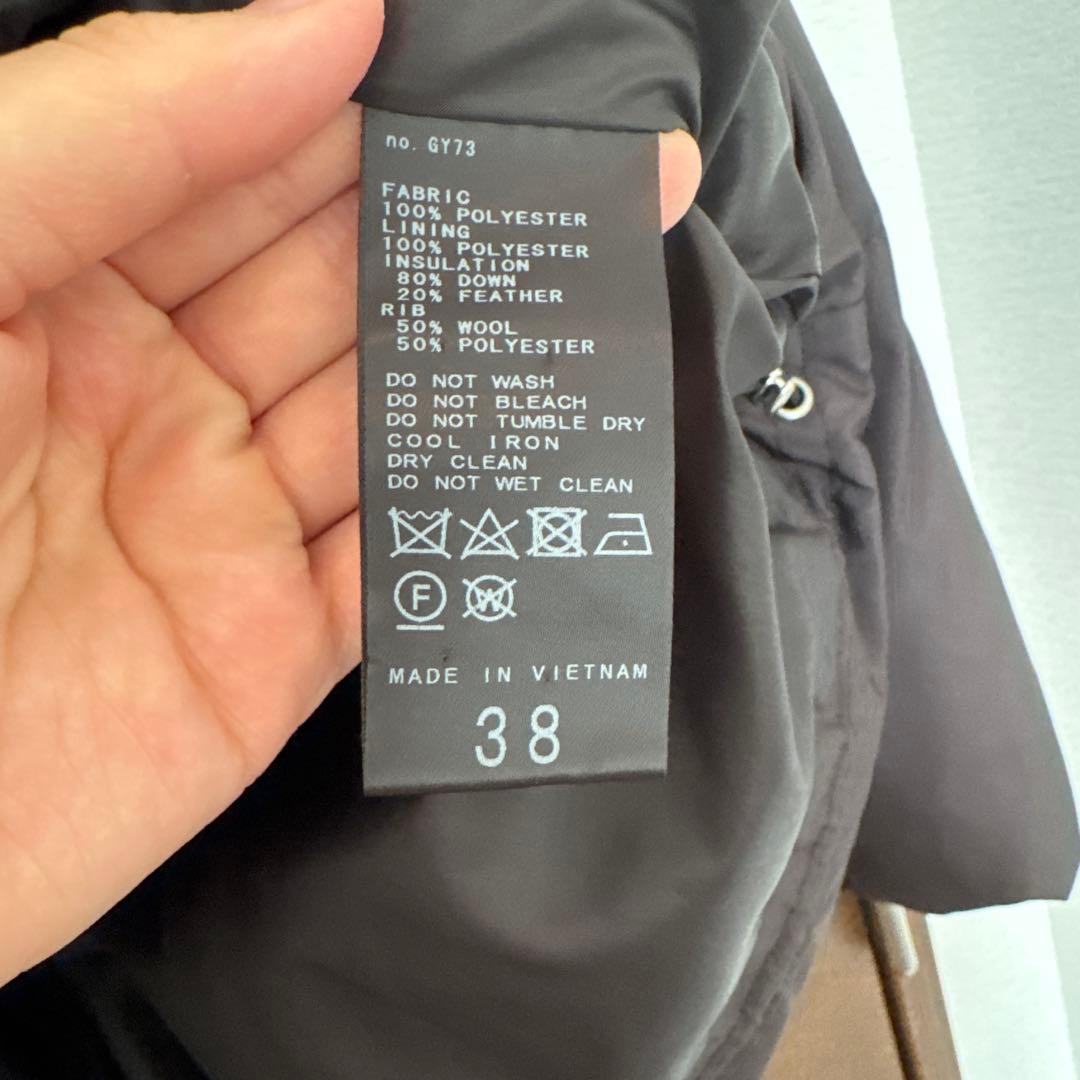 no. GY73
FABRIC
100% POLYESTER
LINING
100% POLYESTER
INSULATION
80% DOWN
20% FEATHER
RIB
50% WOOL
50% POLYESTER
DO NOT WASH
DO NOT BLEACH
DO NOT TUMBLE DRY
COOL IRON
DRY CLEAN
DO NOT WET CLEAN
F W
MADE IN VIETNAM
38